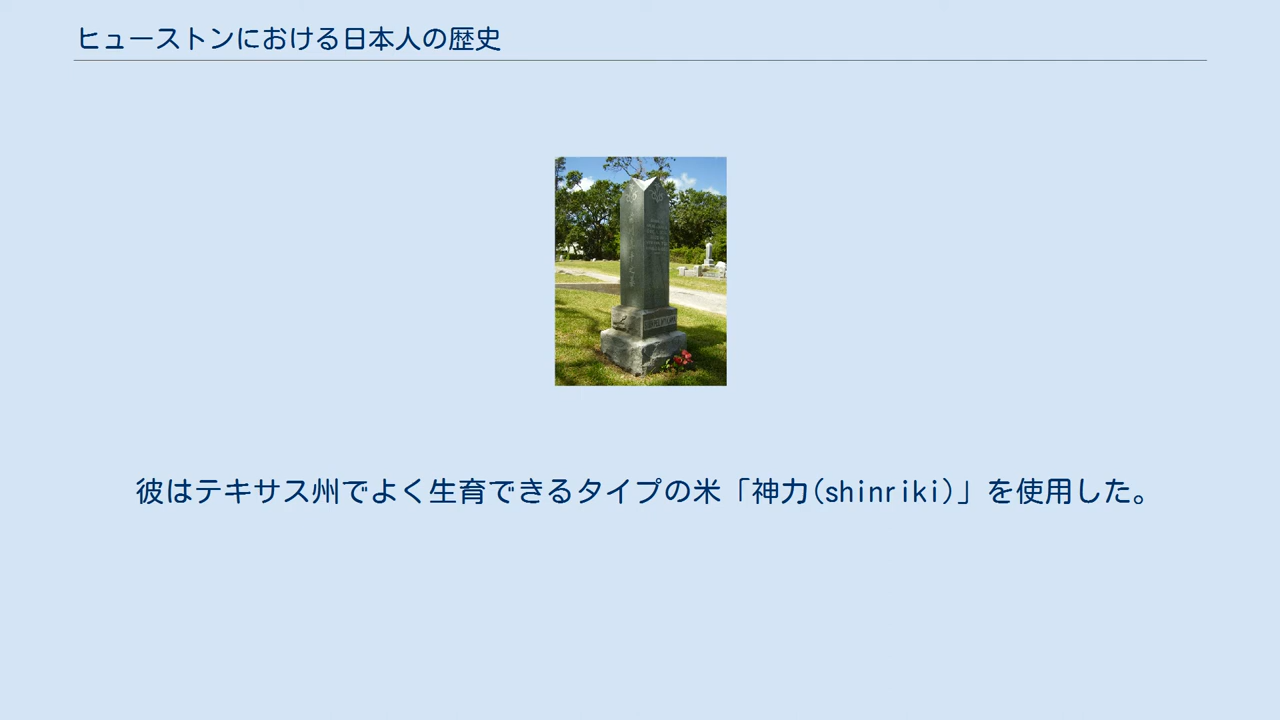 ヒューストンにおける日本人の歴史
彼はテキサス州でよく生育できるタイプの米「神力(shinriki)」を使用した。